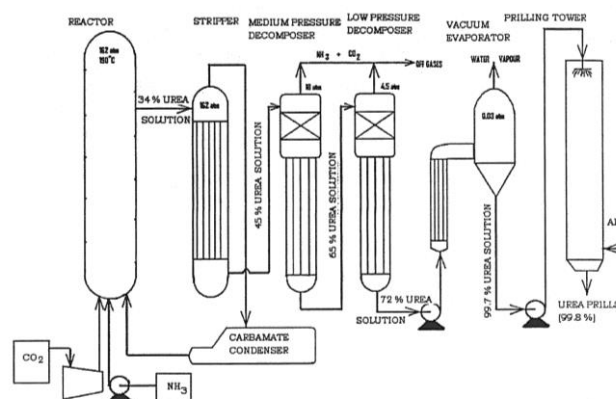 REACTOR
STRIPPER
MEDIUM PRESSURE
DECOMPOSER
LOW PRESSURE
DECOMPOSER
VACUUM
EVAPORATOR
PRILLING TOWER
162 atm
190°C
34 % UREA
SOLUTION
162 atm
45 % UREA SOLUTION
NH3 + CO2
OFF GASES
18 atm
65 % UREA SOLUTION
4.5 atm
72 % UREA
SOLUTION
WATER VAPOUR
0.03 atm
99.7 % UREA SOLUTION
UREA PRILL
(99.8 %)
CARBAMATE
CONDENSER
CO2
NH3